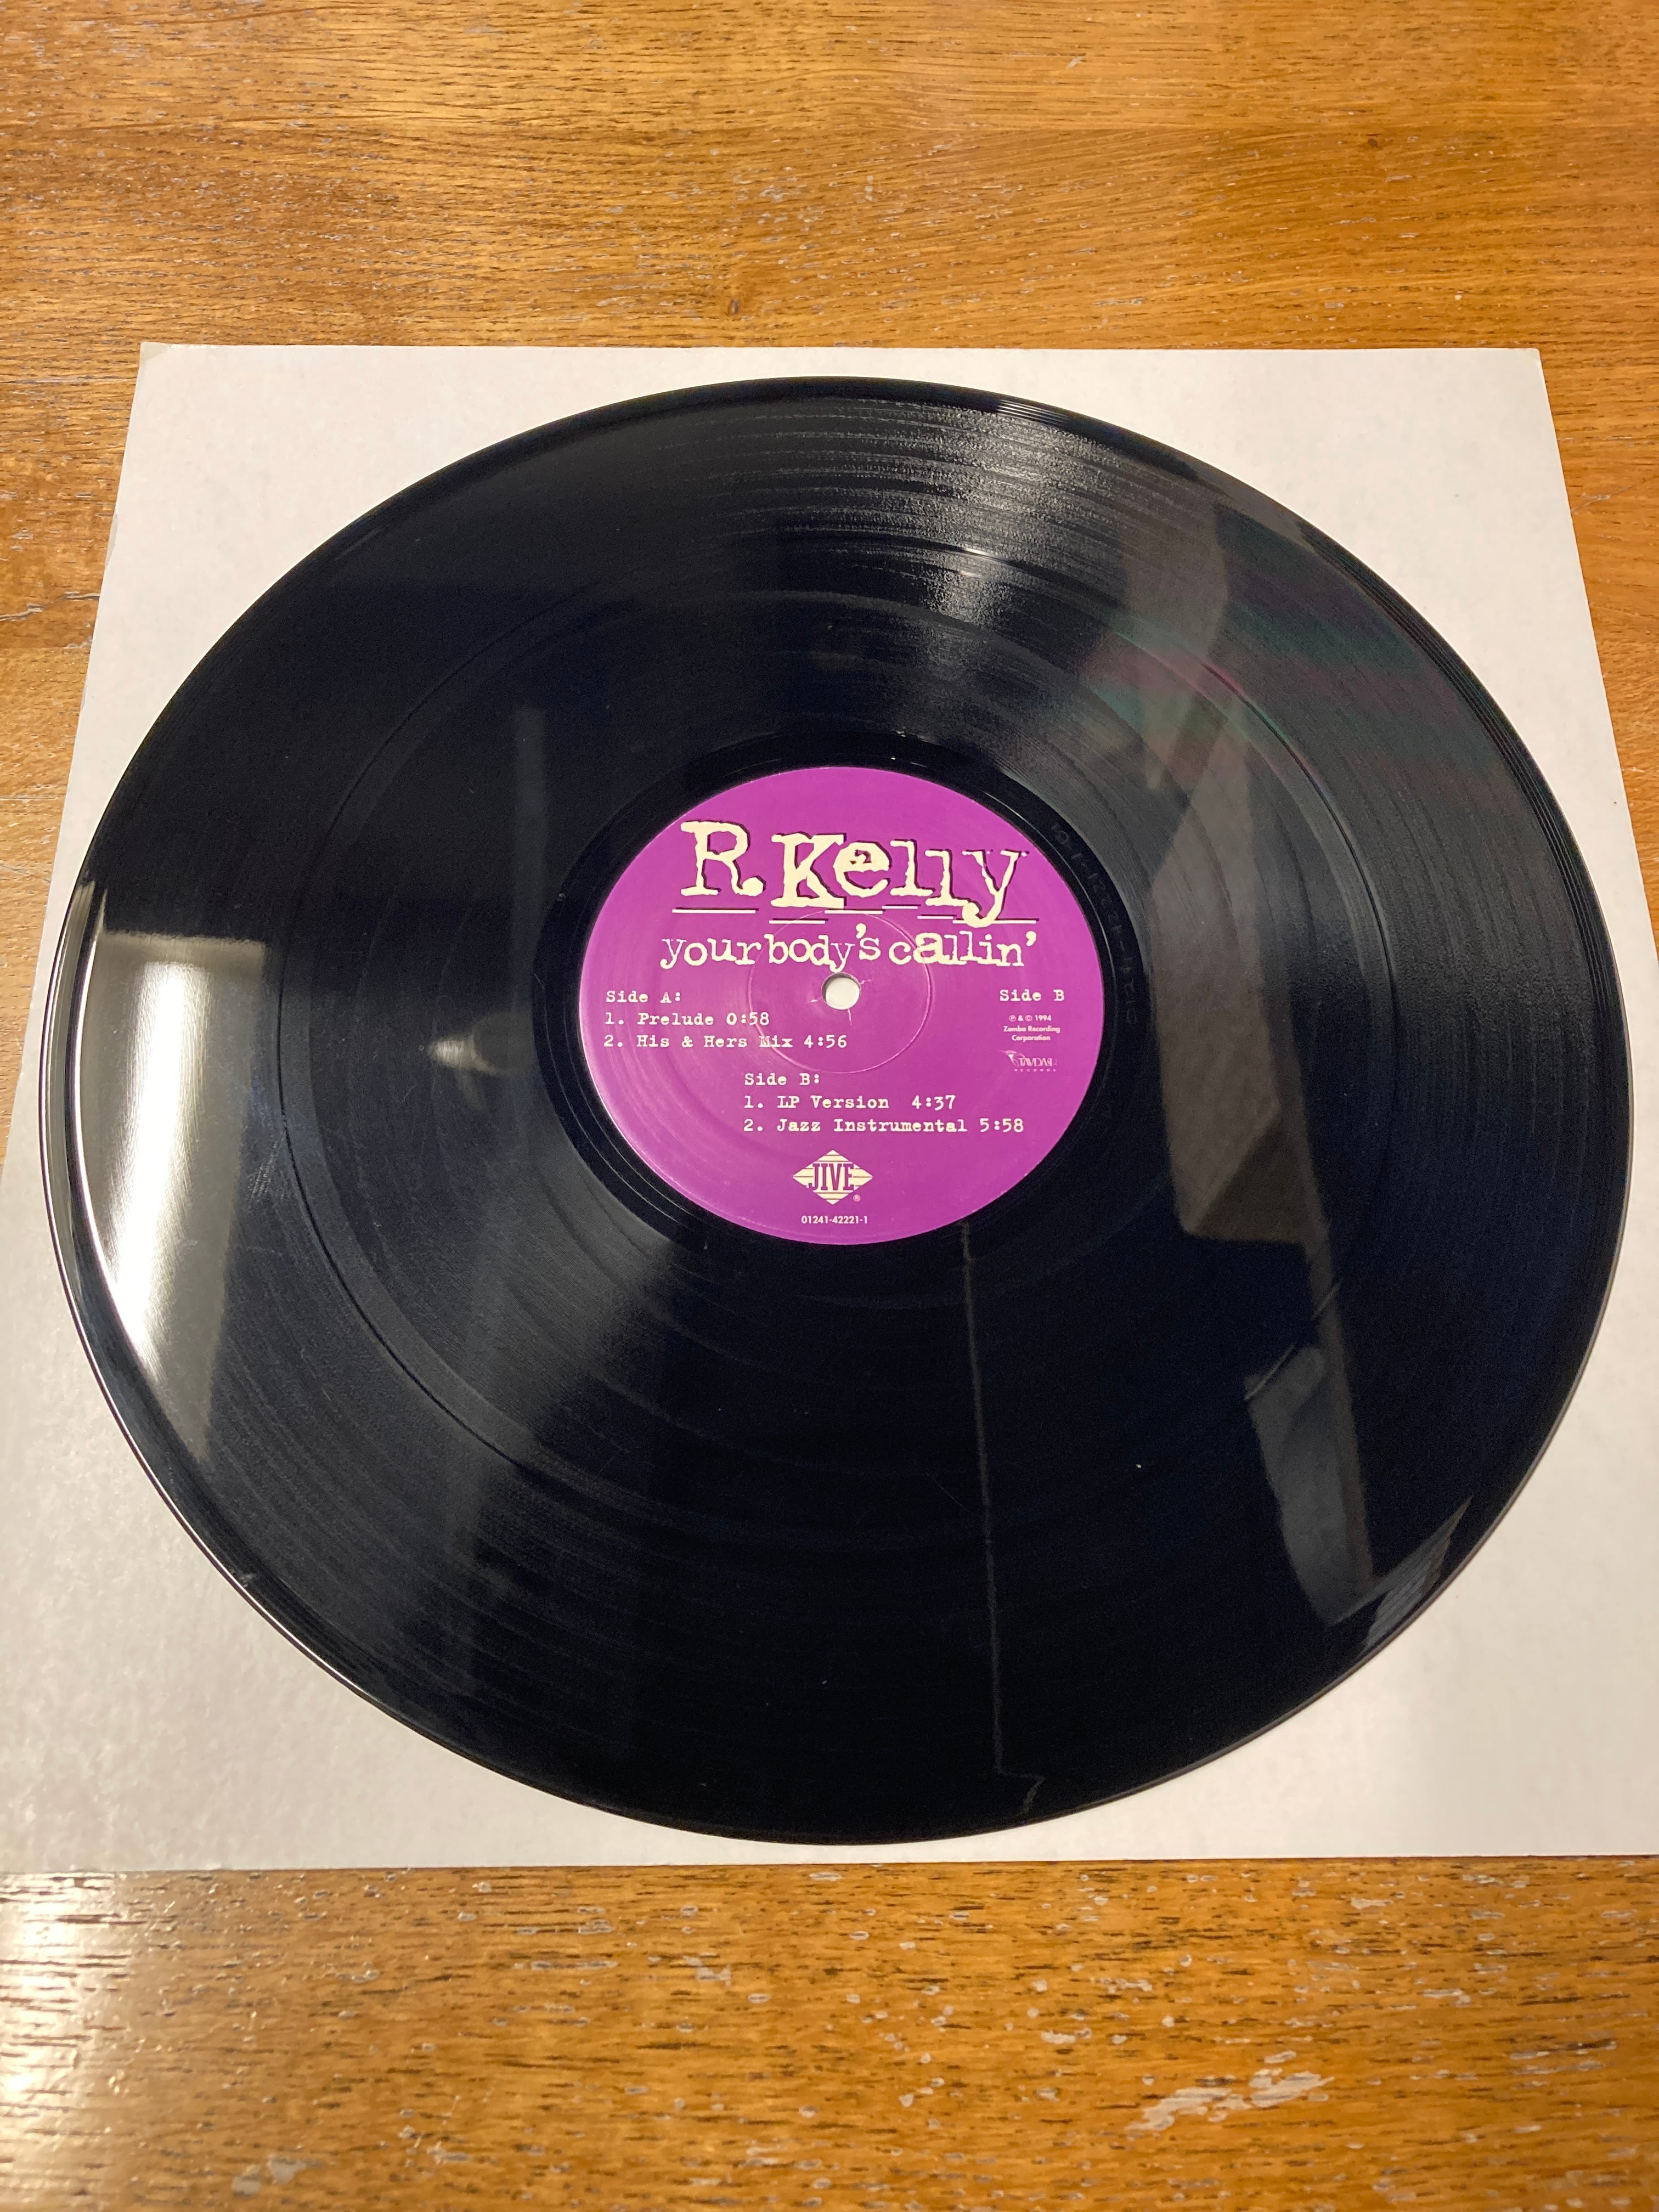 R Kelly
your body's callin'
Side A:
1. Prelude 0:58
2. His & Hers Mix 4:56
Side B
℗ & © 1994
Zomba Recording
Corporation
RECORDS
Side B:
1. LP Version 4:37
2. Jazz Instrumental 5:58
JIVE®
01241-42221-1